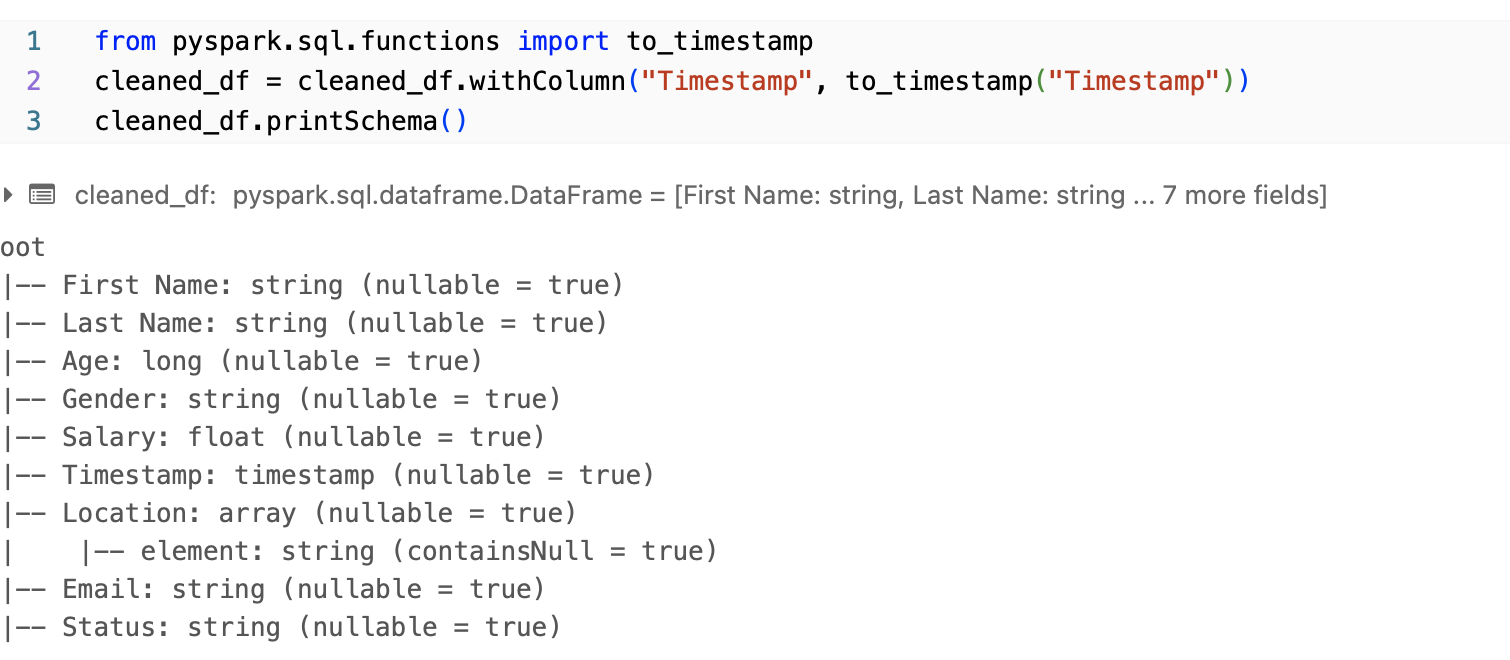 1 from pyspark.sql.functions import to_timestamp
2 cleaned_df = cleaned_df.withColumn("Timestamp", to_timestamp("Timestamp"))
3 cleaned_df.printSchema()
cleaned_df: pyspark.sql.dataframe.DataFrame = [First Name: string, Last Name: string ... 7 more fields]
oot
|-- First Name: string (nullable = true)
|-- Last Name: string (nullable = true)
|-- Age: long (nullable = true)
|-- Gender: string (nullable = true)
|-- Salary: float (nullable = true)
|-- Timestamp: timestamp (nullable = true)
|-- Location: array (nullable = true)
|    |-- element: string (containsNull = true)
|-- Email: string (nullable = true)
|-- Status: string (nullable = true)